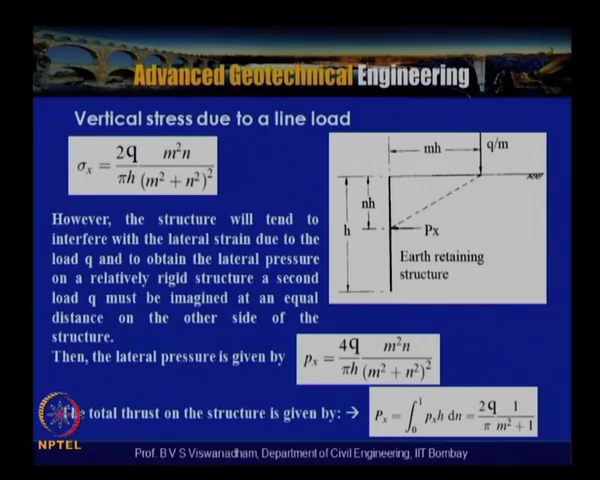 Advanced Geotechnical Engineering
Vertical stress due to a line load
σₓ = 2q/πh m²n/(m² + n²)²
mh
q/m
nh
h
Px
Earth retaining
structure
However, the structure will tend to
interfere with the lateral strain due to the
load q and to obtain the lateral pressure
on a relatively rigid structure a second
load q must be imagined at an equal
distance on the other side of the
structure.
Then, the lateral pressure is given by
pₓ = 4q/πh m²n/(m² + n²)²
The total thrust on the structure is given by: →
Pₓ = ∫₀¹ pₓh dn = 2q/π 1/(m² + 1)
NPTEL
Prof. B V S Viswanadham, Department of Civil Engineering, IIT Bombay